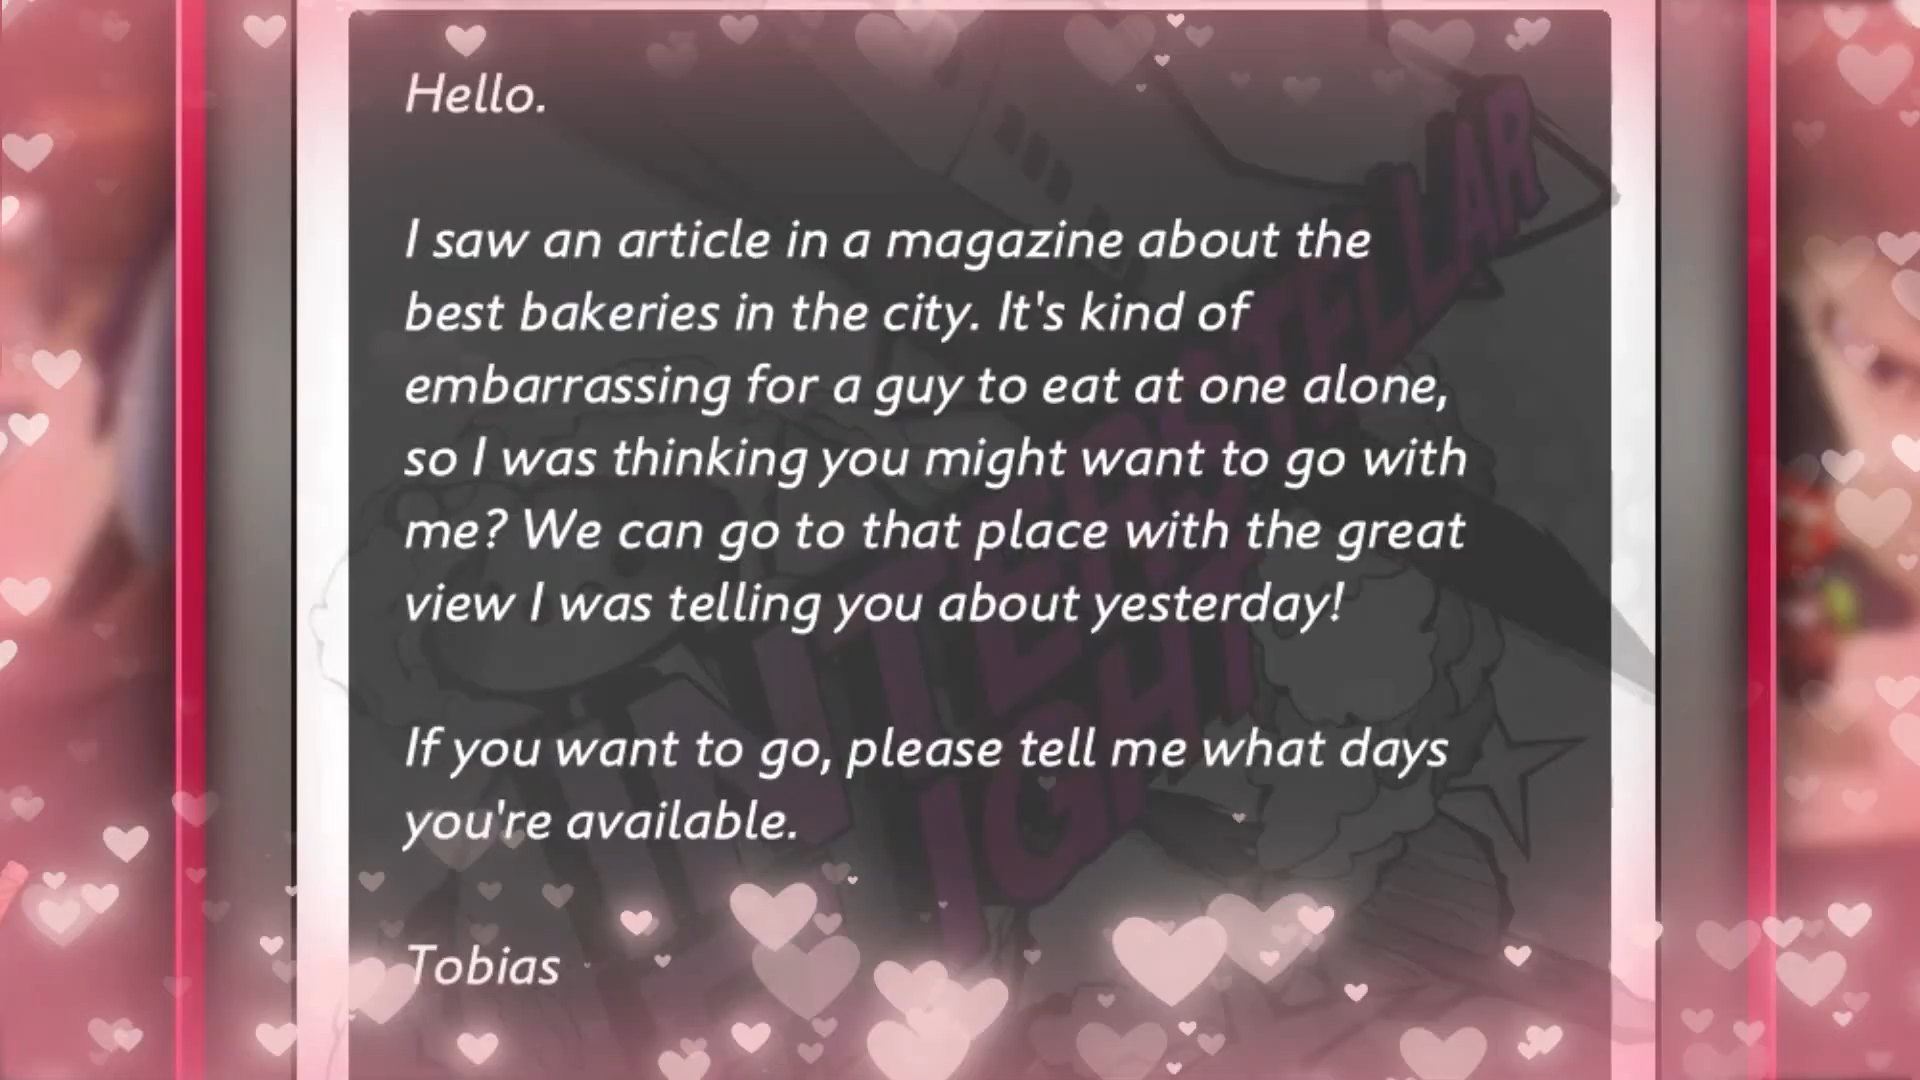 Hello.
I saw an article in a magazine about the
best bakeries in the city. It's kind of
embarrassing for a guy to eat at one alone,
so I was thinking you might want to go with
me? We can go to that place with the great
view I was telling you about yesterday!
If you want to go, please tell me what days
you're available.
Tobias
INTERSTELLAR